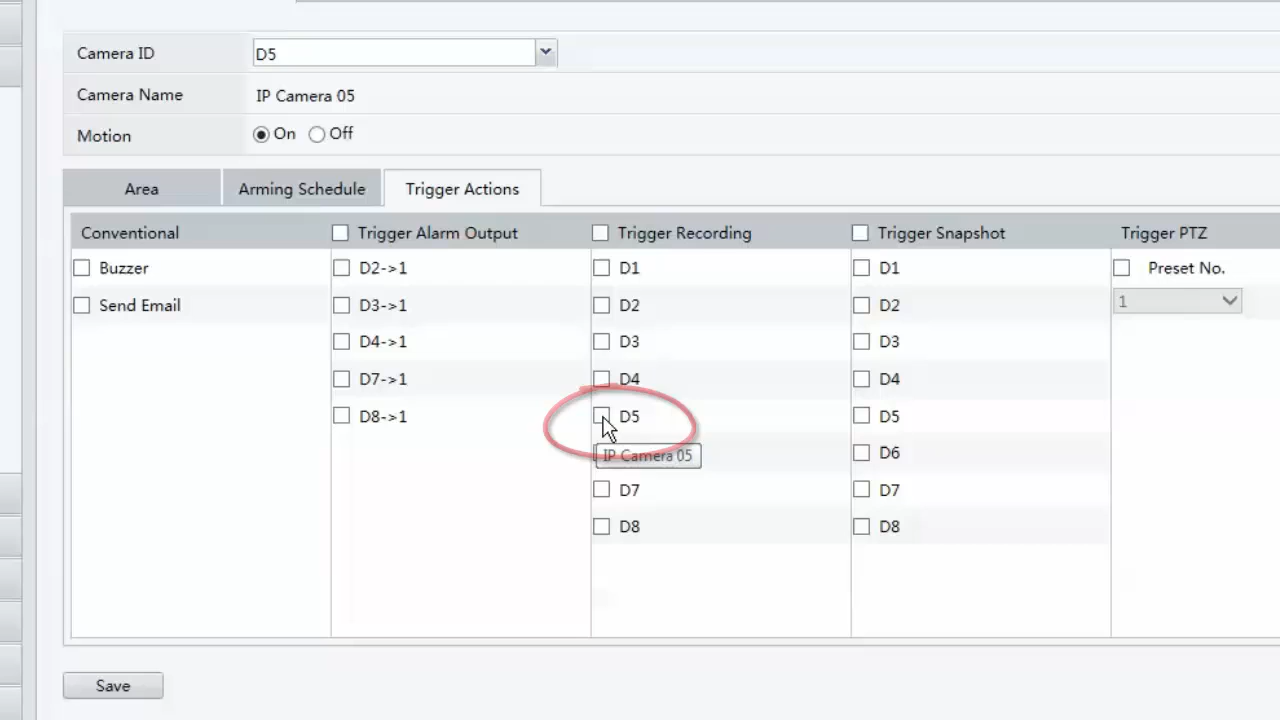 Camera ID D5
Camera Name IP Camera 05
Motion On Off
Area Arming Schedule Trigger Actions
Conventional Trigger Alarm Output Trigger Recording Trigger Snapshot Trigger PTZ
Buzzer D2->1 D1 D1 Preset No.
Send Email D3->1 D2 D2 1
D4->1 D3 D3
D7->1 D4 D4
D8->1 D5 D5
IP Camera 05 D6
D7 D7
D8 D8
Save